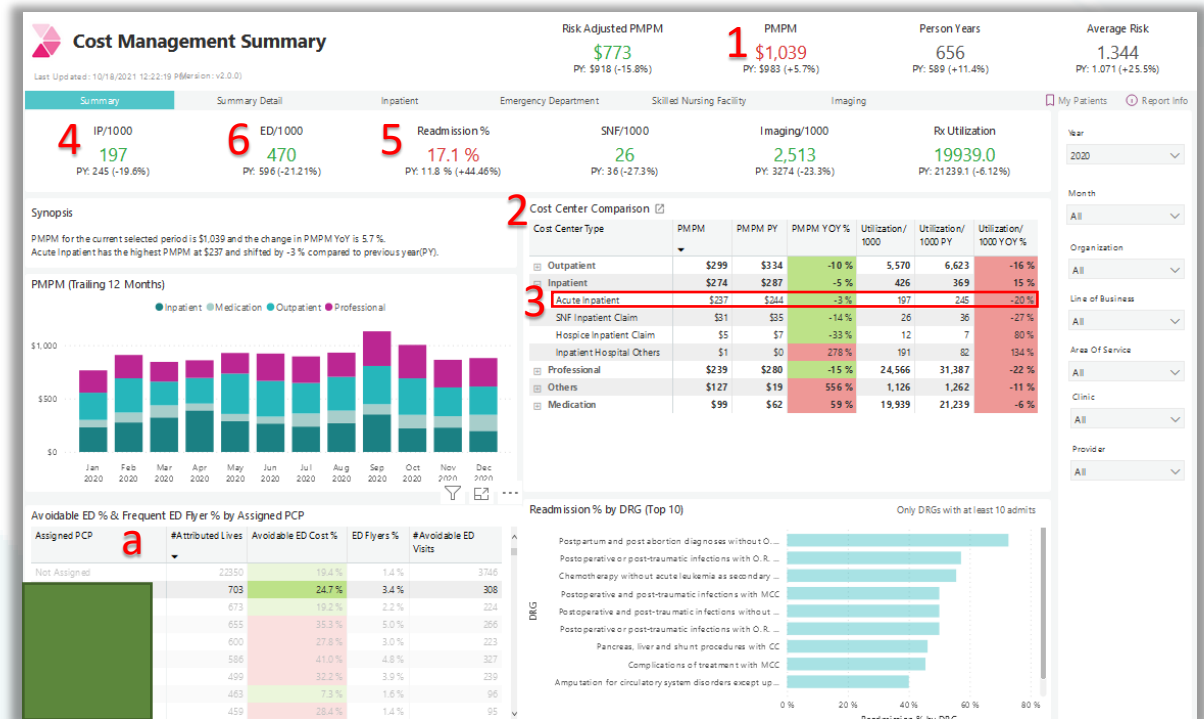 Cost Management Summary
Last Updated: 10/18/2021 12:22:19 PM(Version: v2.0.0)
Risk Adjusted PMPM
$773
PY: $918 (-15.8%)
1
PMPM
$1,039
PY: $983 (+5.7%)
Person Years
656
PY: 589 (+11.4%)
Average Risk
1.344
PY: 1.071 (+25.5%)
Summary Summary Detail Inpatient Emergency Department Skilled Nursing Facility Imaging My Patients Report Info
4
IP/1000
197
PY: 245 (-19.6%)
6
ED/1000
470
PY: 596 (-21.21%)
5
Readmission %
17.1 %
PY: 11.8 % (+44.46%)
SNF/1000
26
PY: 36 (-27.3%)
Imaging/1000
2,513
PY: 3274 (-23.3%)
Rx Utilization
19939.0
PY: 21239.1 (-6.12%)
Year
2020
Month
All
Organization
All
Line of Business
All
Area Of Service
All
Clinic
All
Provider
All
Synopsis
PMPM for the current selected period is $1,039 and the change in PMPM YoY is 5.7 %.
Acute Inpatient has the highest PMPM at $237 and shifted by -3 % compared to previous year(PY).
2
Cost Center Comparison
Cost Center Type PMPM PMPM PY PMPM YOY % Utilization/ 1000 Utilization/ 1000 PY Utilization/ 1000 YOY %
Outpatient $299 $334 -10 % 5,570 6,623 -16 %
Inpatient $274 $287 -5 % 426 369 15 %
3
Acute Inpatient $237 $244 -3 % 197 245 -20 %
SNF Inpatient Claim $31 $35 -14 % 26 36 -27 %
Hospice Inpatient Claim $5 $7 -33 % 12 7 80 %
Inpatient Hospital Others $1 $0 278 % 191 82 134 %
Professional $239 $280 -15 % 24,566 31,387 -22 %
Others $127 $19 556 % 1,126 1,262 -11 %
Medication $99 $62 59 % 19,939 21,239 -6 %
PMPM (Trailing 12 Months)
Inpatient Medication Outpatient Professional
$1,000
$500
$0
Jan 2020 Feb 2020 Mar 2020 Apr 2020 May 2020 Jun 2020 Jul 2020 Aug 2020 Sep 2020 Oct 2020 Nov 2020 Dec 2020
Avoidable ED % & Frequent ED Flyer % by Assigned PCP
a
Assigned PCP #Attributed Lives Avoidable ED Cost % ED Flyers % #Avoidable ED Visits
Not Assigned 22350 19.4 % 1.4 % 3746
703 24.7 % 3.4 % 308
673 19.2 % 2.2 % 224
655 35.3 % 5.0 % 266
600 27.8 % 3.0 % 223
586 41.0 % 4.8 % 327
499 32.2 % 3.9 % 239
463 7.3 % 1.6 % 96
459 28.4 % 1.4 % 95
Readmission % by DRG (Top 10)
Only DRGs with at least 10 admits
DRG
Postpartum and post abortion diagnoses without O....
Postoperative or post-traumatic infections with O.R. ...
Chemotherapy without acute leukemia as secondary ...
Postoperative and post-traumatic infections with MCC
Postoperative and post-traumatic infections without ...
Postoperative or post-traumatic infections with O.R. ...
Pancreas, liver and shunt procedures with CC
Complications of treatment with MCC
Amputation for circulatory system disorders except up...
0 % 20 % 40 % 60 % 80 %
Readmission % by DRG